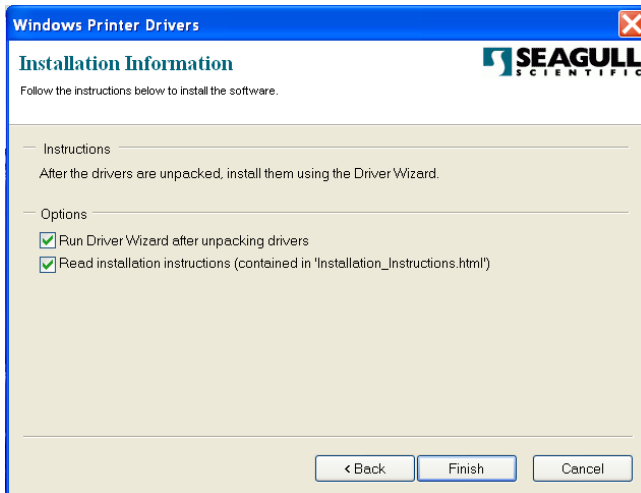 Windows Printer Drivers
Installation Information
SEAGULL
SCIENTIFIC
Follow the instructions below to install the software.
Instructions
After the drivers are unpacked, install them using the Driver Wizard.
Options
Run Driver Wizard after unpacking drivers
Read installation instructions (contained in 'Installation_Instructions.html')
< Back
Finish
Cancel